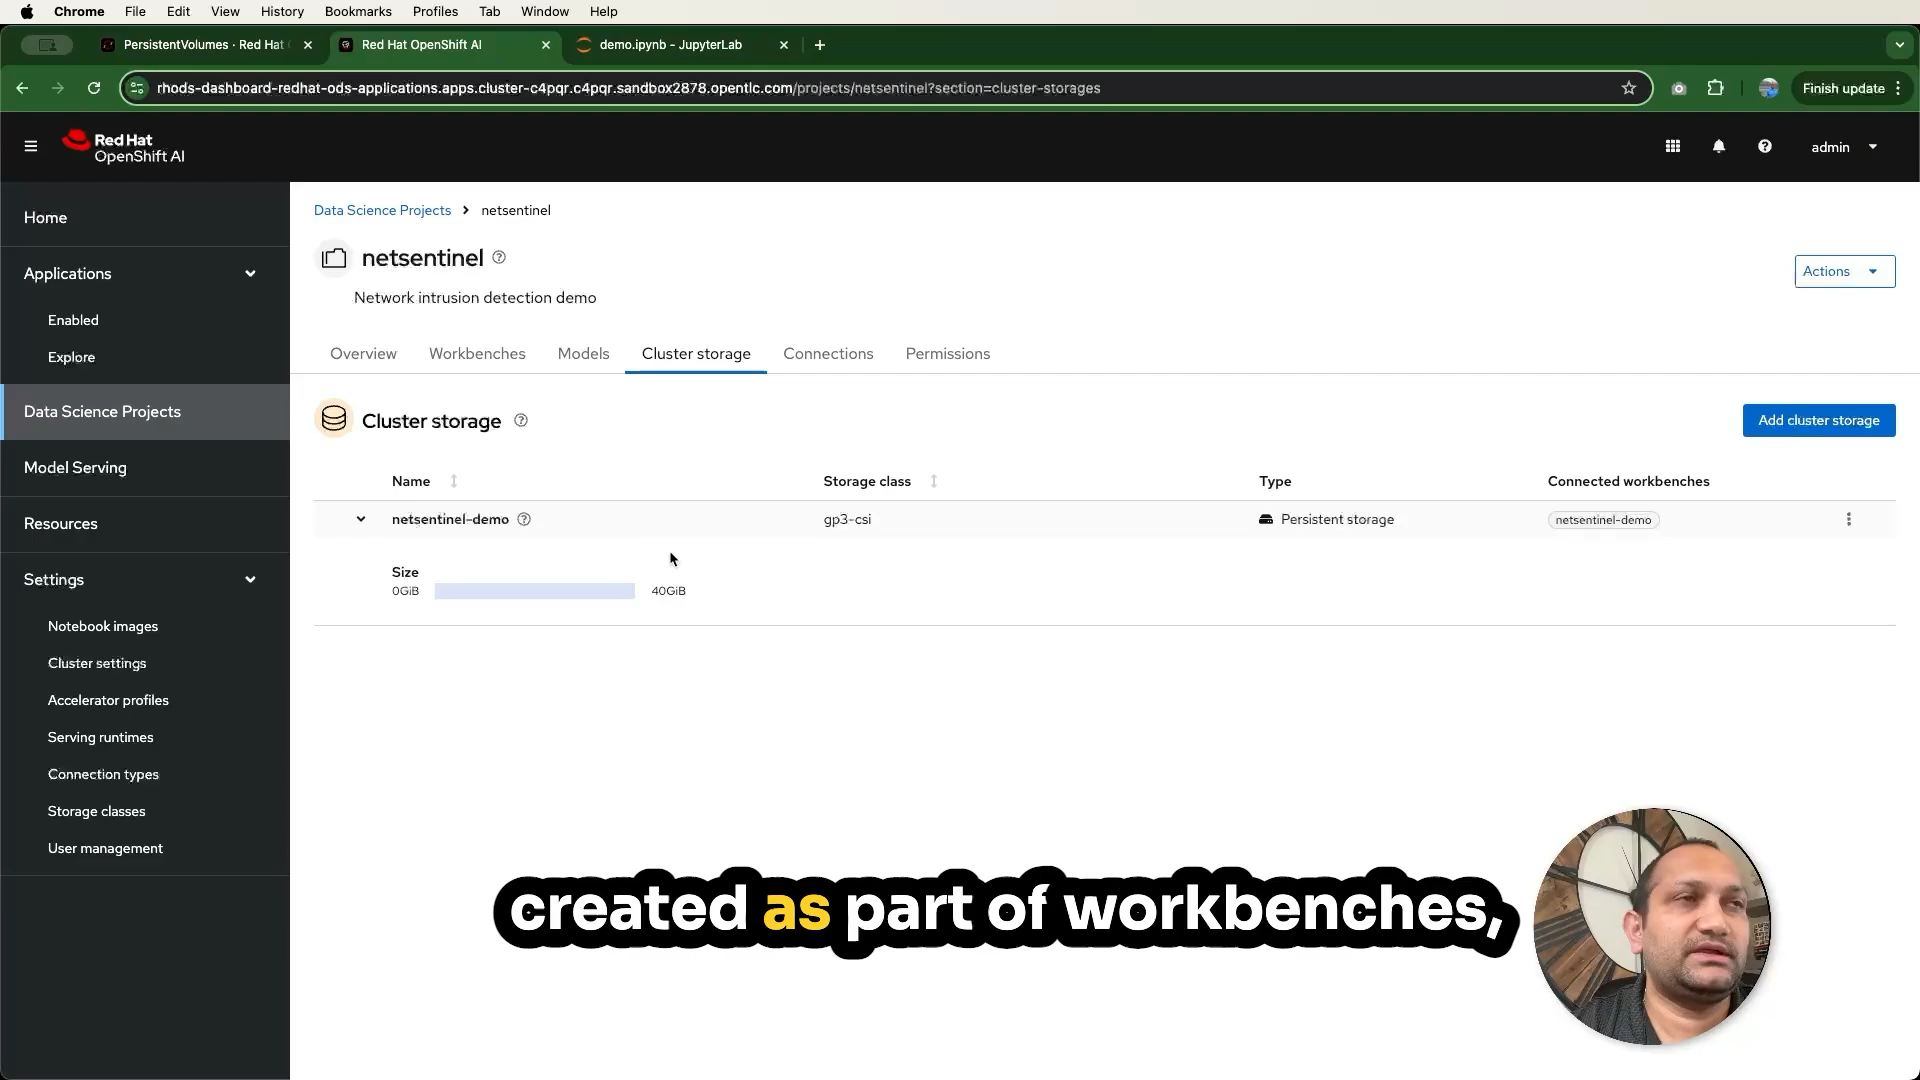 Chrome File Edit View History Bookmarks Profiles Tab Window Help
PersistentVolumes · Red Hat
Red Hat OpenShift AI
demo.ipynb - JupyterLab
rhods-dashboard-redhat-ods-applications.apps.cluster-c4pqr.c4pqr.sandbox2878.opentlc.com/projects/netsentinel?section=cluster-storages
Finish update
Red Hat
OpenShift AI
admin
Home
Applications
Enabled
Explore
Data Science Projects
Model Serving
Resources
Settings
Notebook images
Cluster settings
Accelerator profiles
Serving runtimes
Connection types
Storage classes
User management
Data Science Projects netsentinel
netsentinel
Network intrusion detection demo
Actions
Overview Workbenches Models Cluster storage Connections Permissions
Cluster storage
Add cluster storage
Name Storage class Type Connected workbenches
netsentinel-demo gp3-csi Persistent storage netsentinel-demo
Size
0GiB 40GiB
created as part of workbenches,